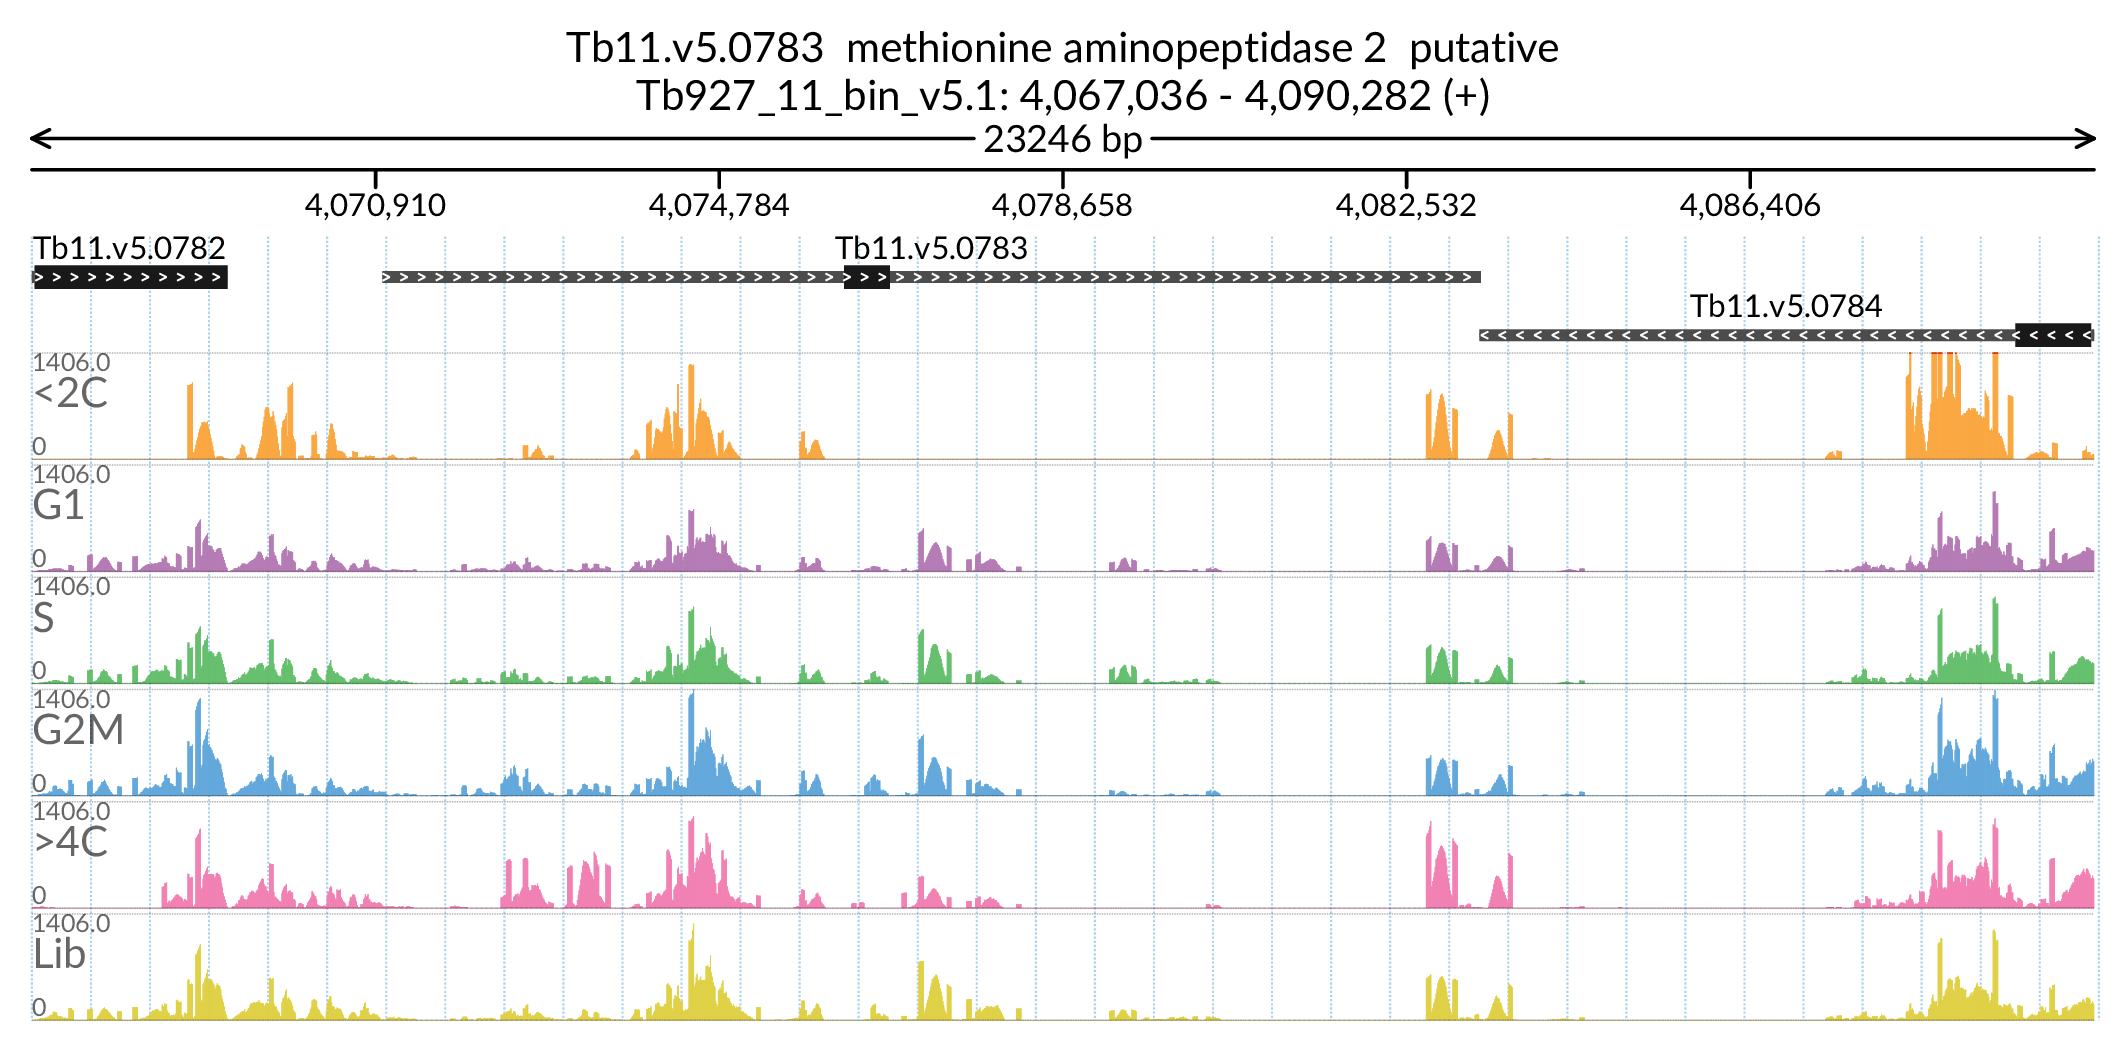 Tb11.v5.0783  methionine aminopeptidase 2  putative
Tb927_11_bin_v5.1: 4,067,036 - 4,090,282 (+)
23246 bp
4,070,910 4,074,784 4,078,658 4,082,532 4,086,406
Tb11.v5.0782 Tb11.v5.0783
Tb11.v5.0784
1406.0
<2C
0
1406.0
G1
0
1406.0
S
0
1406.0
G2M
0
1406.0
>4C
0
1406.0
Lib
0